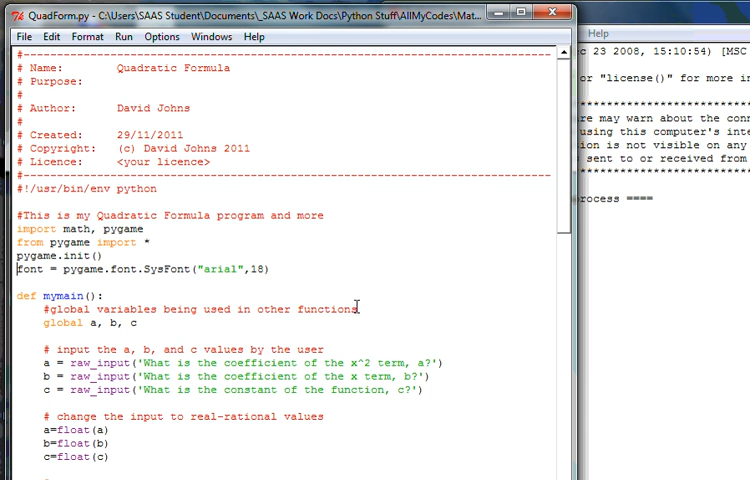 QuadForm.py - C:\Users\SAAS Student\Documents\_SAAS Work Docs\Python Stuff\AllMyCodes\Mat...
File Edit Format Run Options Windows Help
#--------------------------------------------------------------------
# Name: Quadratic Formula
# Purpose:
#
# Author: David Johns
#
# Created: 29/11/2011
# Copyright: (c) David Johns 2011
# Licence: <your licence>
#--------------------------------------------------------------------
#!/usr/bin/env python
#This is my Quadratic Formula program and more
import math, pygame
from pygame import *
pygame.init()
font = pygame.font.SysFont("arial",18)
def mymain():
#global variables being used in other functions
global a, b, c
# input the a, b, and c values by the user
a = raw_input('What is the coefficient of the x^2 term, a?')
b = raw_input('What is the coefficient of the x term, b?')
c = raw_input('What is the constant of the function, c?')
# change the input to real-rational values
a=float(a)
b=float(b)
c=float(c)
Help
c 23 2008, 15:10:54) [MSC
or "license()" for more in
****************************
are may warn about the conn
using this computer's inte
ion is not visible on any
sent to or received from
****************************
rocess ====